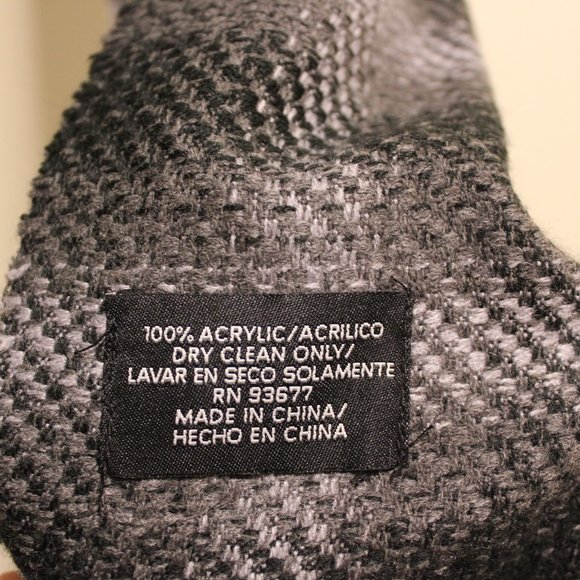 100% ACRYLIC/ACRILICO
DRY CLEAN ONLY/
LAVAR EN SECO SOLAMENTE
RN 93677
MADE IN CHINA/
HECHO EN CHINA